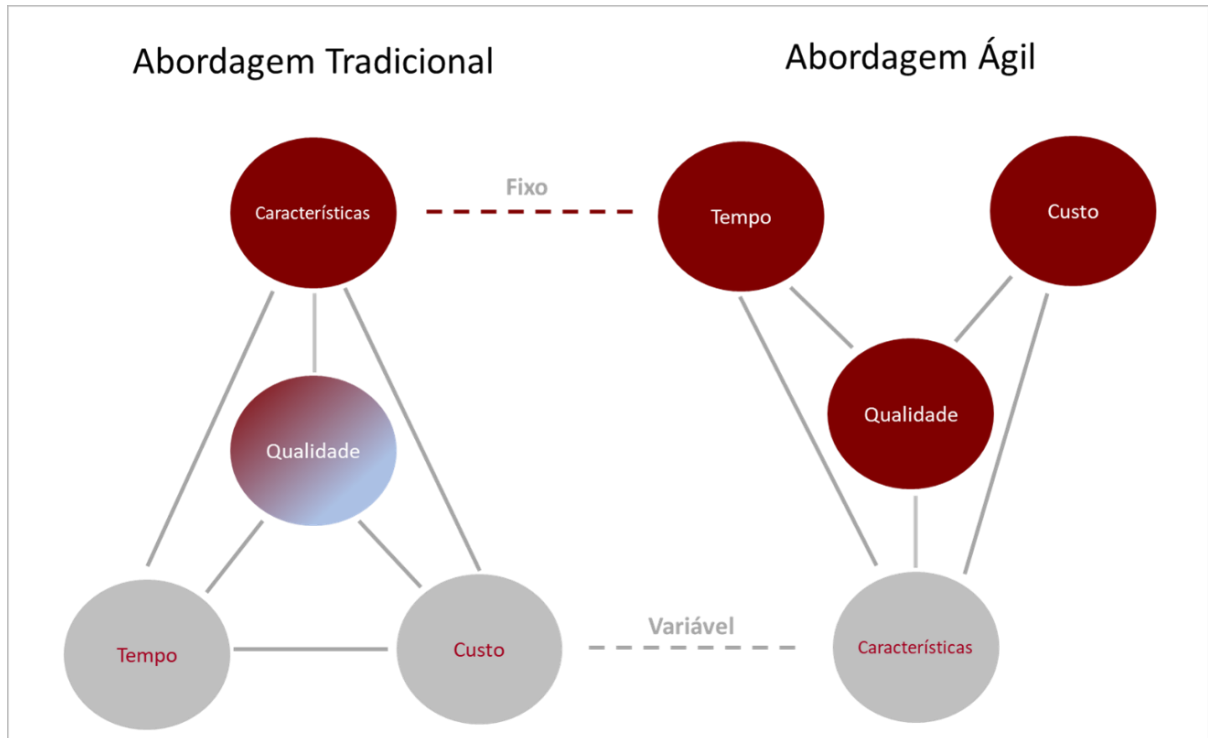 Abordagem Tradicional
Abordagem Ágil
Características
Fixo
Tempo
Custo
Qualidade
Qualidade
Tempo
Custo
Variável
Características